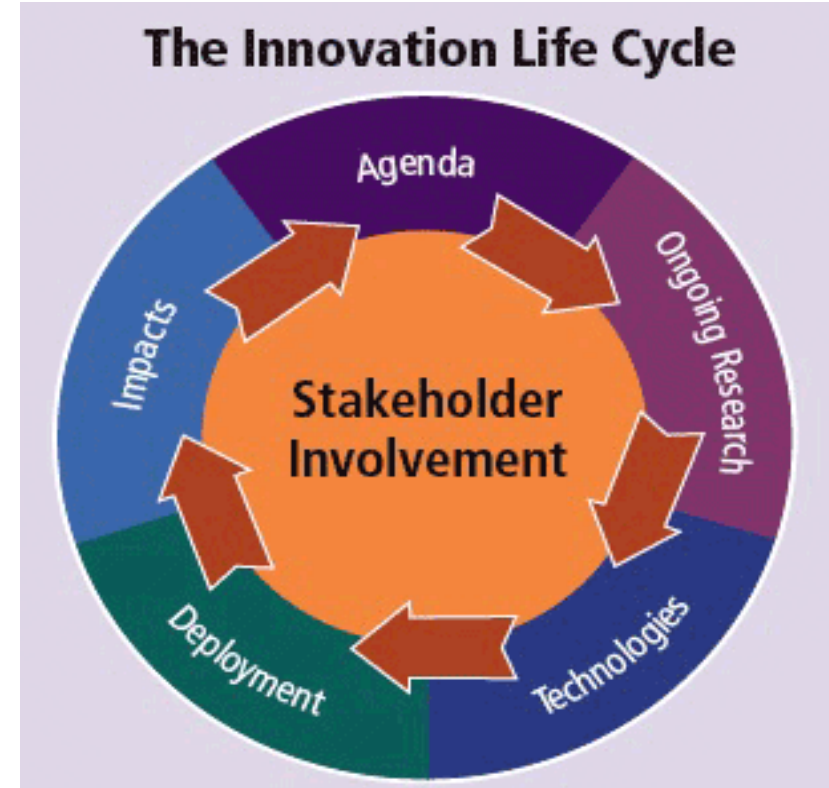 The Innovation Life Cycle
Agenda
Ongoing Research
Technologies
Deployment
Impacts
Stakeholder
Involvement